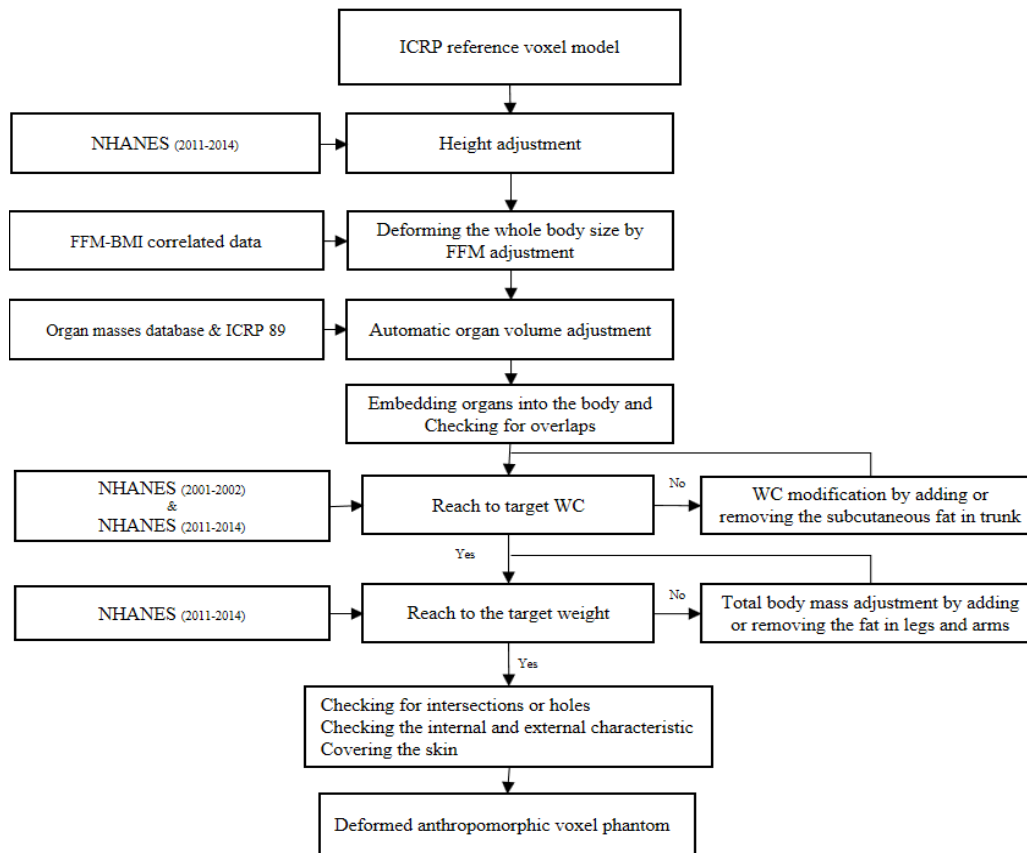 ICRP reference voxel model
NHANES (2011-2014)
Height adjustment
FFM-BMI correlated data
Deforming the whole body size by
FFM adjustment
Organ masses database & ICRP 89
Automatic organ volume adjustment
Embedding organs into the body and
Checking for overlaps
NHANES (2001-2002)
&
NHANES (2011-2014)
Reach to target WC
No
WC modification by adding or
removing the subcutaneous fat in trunk
Yes
NHANES (2011-2014)
Reach to the target weight
No
Total body mass adjustment by adding
or removing the fat in legs and arms
Yes
Checking for intersections or holes
Checking the internal and external characteristic
Covering the skin
Deformed anthropomorphic voxel phantom